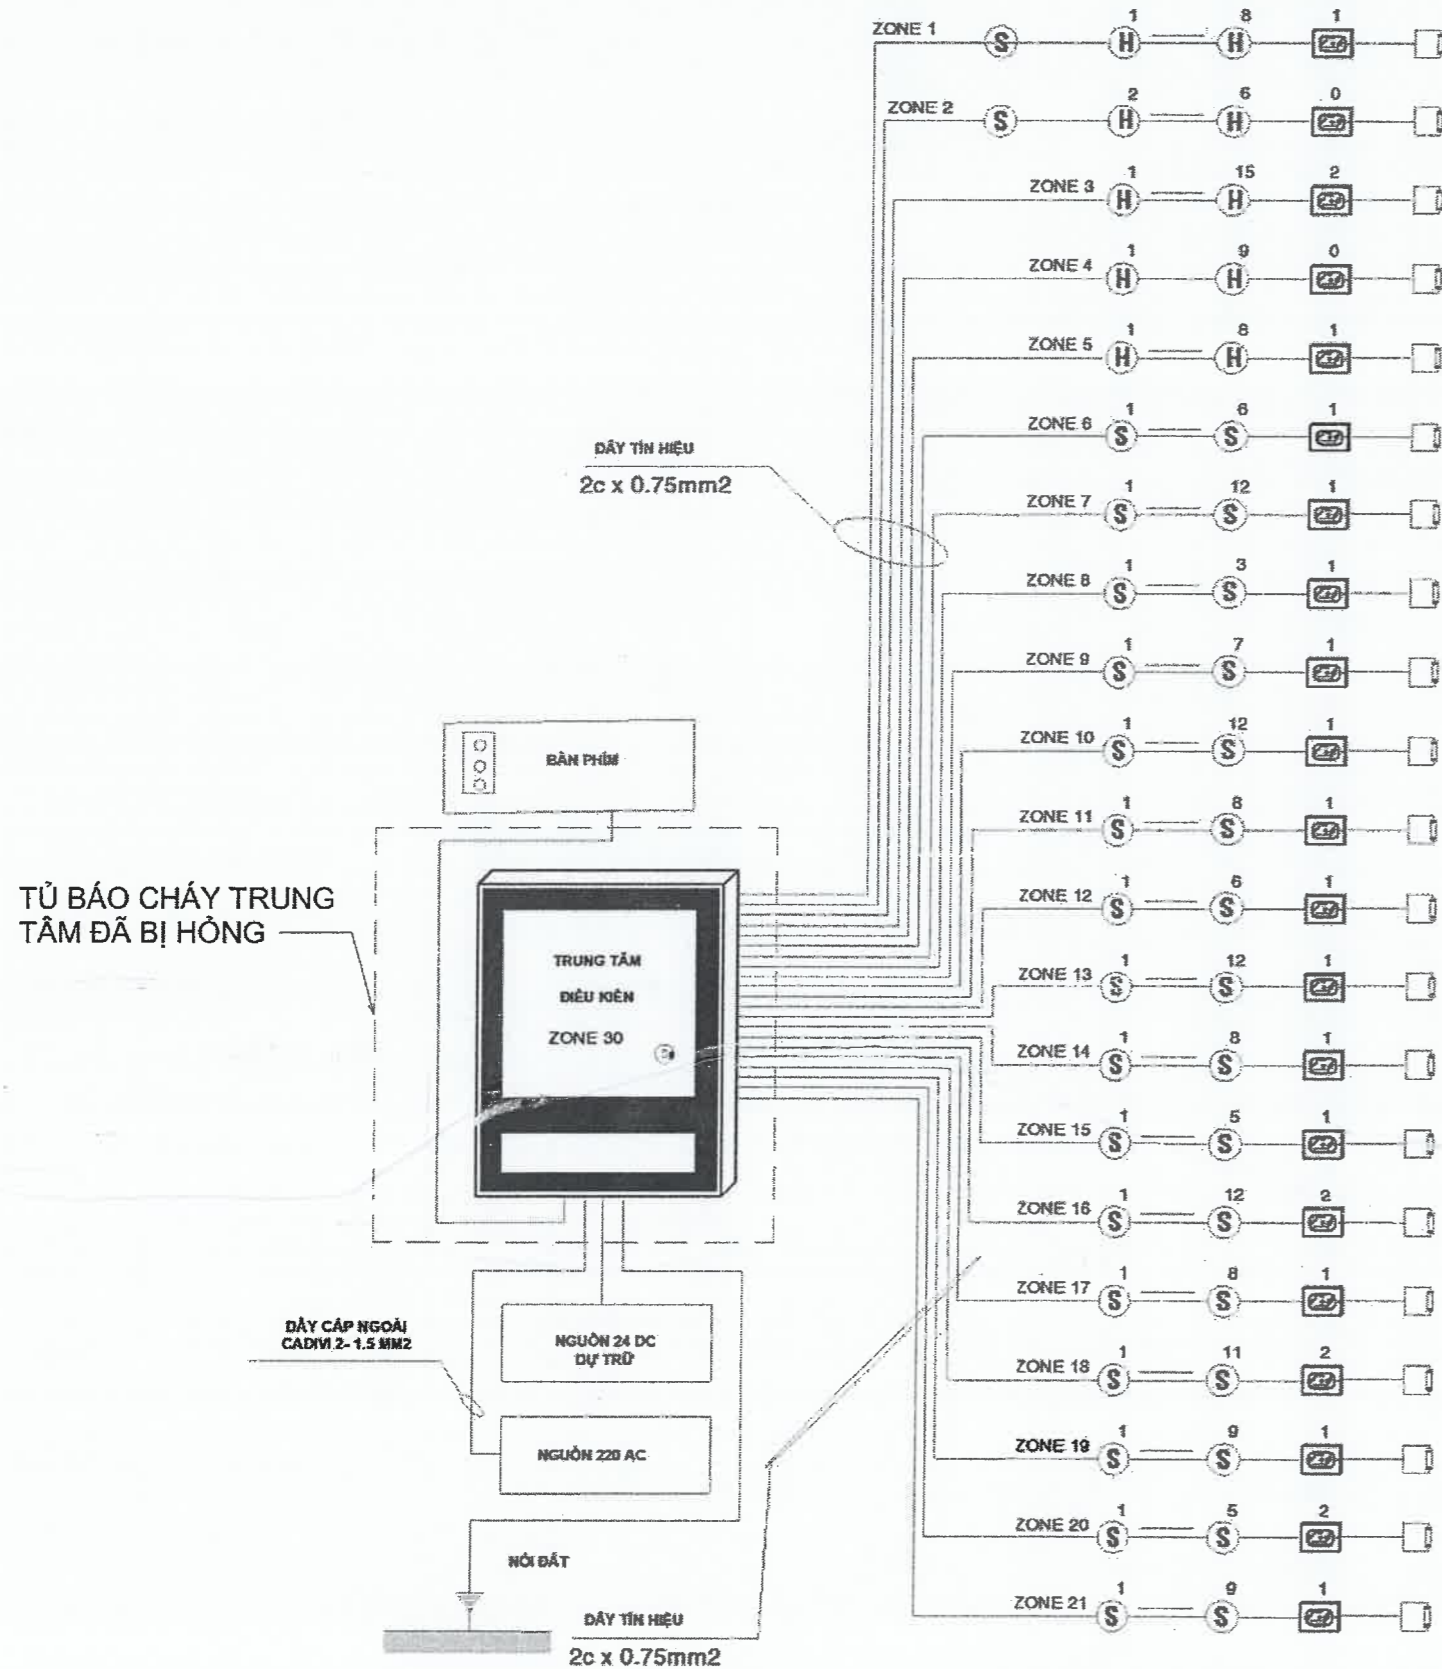 ZONE 1 S 1 H 8 H 1
ZONE 2 S 2 H 6 H 0
ZONE 3 1 H 15 H 2
ZONE 4 1 H 9 H 0
ZONE 5 1 H 8 H 1
ZONE 6 1 S 6 S 1
ZONE 7 1 S 12 S 1
ZONE 8 1 S 3 S 1
ZONE 9 1 S 7 S 1
ZONE 10 1 S 12 S 1
ZONE 11 1 S 8 S 1
ZONE 12 1 S 6 S 1
ZONE 13 1 S 12 S 1
ZONE 14 1 S 8 S 1
ZONE 15 1 S 5 S 1
ZONE 16 1 S 12 S 2
ZONE 17 1 S 8 S 1
ZONE 18 1 S 11 S 2
ZONE 19 1 S 9 S 1
ZONE 20 1 S 5 S 2
ZONE 21 1 S 9 S 1
DÂY TÍN HIỆU
2c x 0.75mm2
BÀN PHÍM
TỦ BÁO CHÁY TRUNG
TÂM ĐÃ BỊ HỎNG
TRUNG TÂM
ĐIỀU KIỆN
ZONE 30
DÂY CÁP NGOÀI
CADIVI 2- 1.5 MM2
NGUỒN 24 DC
DỰ TRỮ
NGUỒN 220 AC
NỐI ĐẤT
DÂY TÍN HIỆU
2c x 0.75mm2